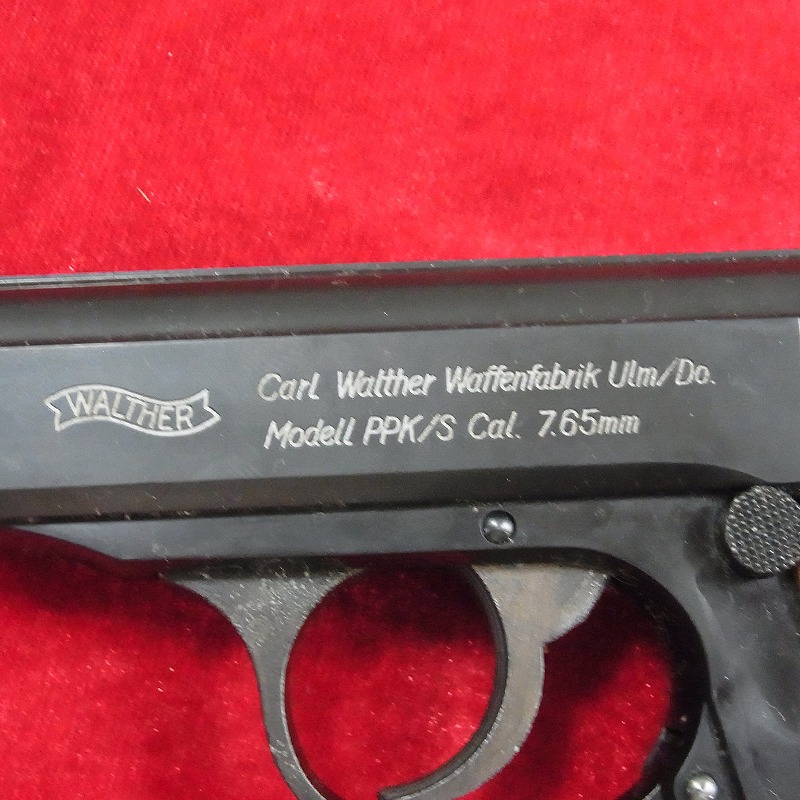 WALTHER
Carl Walther Waffenfabrik Ulm/Do.
Modell PPK/S Cal. 7.65mm